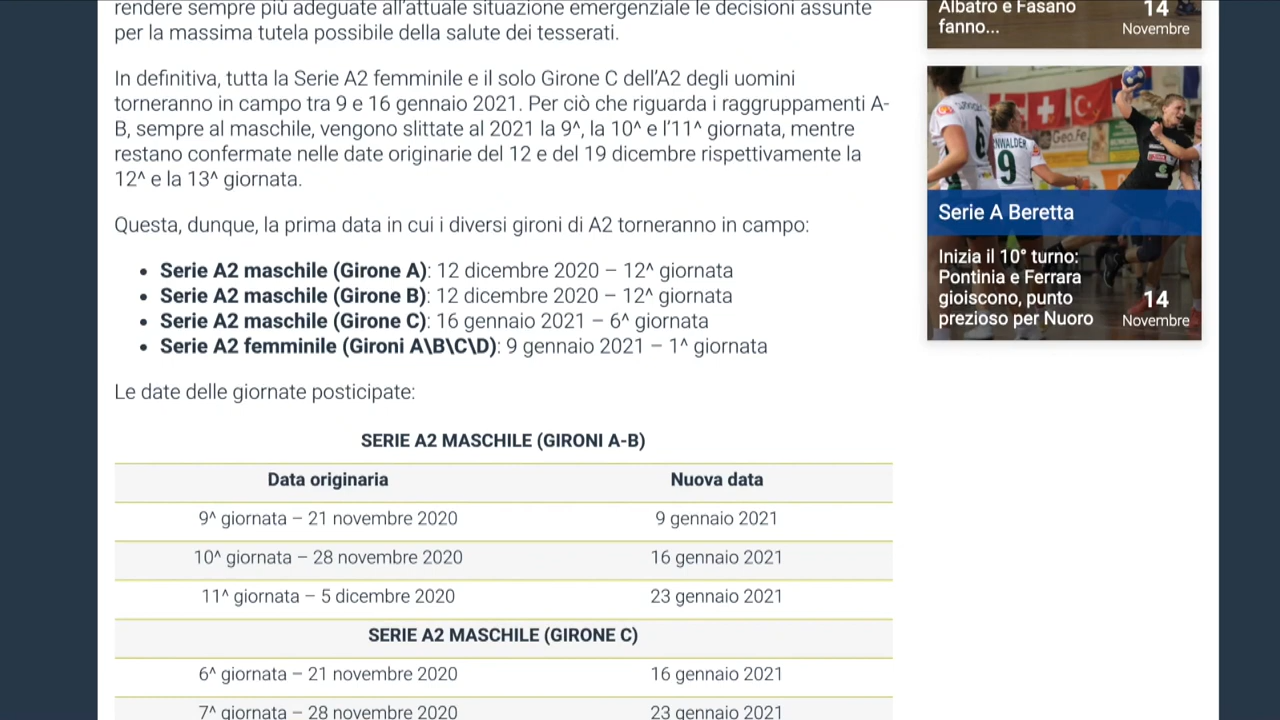 rendere sempre più adeguate all'attuale situazione emergenziale le decisioni assunte
per la massima tutela possibile della salute dei tesserati.
In definitiva, tutta la Serie A2 femminile e il solo Girone C dell'A2 degli uomini
torneranno in campo tra 9 e 16 gennaio 2021. Per ciò che riguarda i raggruppamenti A-
B, sempre al maschile, vengono slittate al 2021 la 9^, la 10^ e l'11^ giornata, mentre
restano confermate nelle date originarie del 12 e del 19 dicembre rispettivamente la
12^ e la 13^ giornata.
Questa, dunque, la prima data in cui i diversi gironi di A2 torneranno in campo:
• Serie A2 maschile (Girone A): 12 dicembre 2020 – 12^ giornata
• Serie A2 maschile (Girone B): 12 dicembre 2020 – 12^ giornata
• Serie A2 maschile (Girone C): 16 gennaio 2021 – 6^ giornata
• Serie A2 femminile (Gironi A\B\C\D): 9 gennaio 2021 – 1^ giornata
Le date delle giornate posticipate:
SERIE A2 MASCHILE (GIRONI A-B)
Data originaria Nuova data
9^ giornata – 21 novembre 2020 9 gennaio 2021
10^ giornata – 28 novembre 2020 16 gennaio 2021
11^ giornata – 5 dicembre 2020 23 gennaio 2021
SERIE A2 MASCHILE (GIRONE C)
6^ giornata – 21 novembre 2020 16 gennaio 2021
7^ giornata – 28 novembre 2020 23 gennaio 2021
Albatro e Fasano
fanno...
14
Novembre
6
NWALDER
9
Geo.Fe.
Serie A Beretta
Inizia il 10° turno:
Pontinia e Ferrara
gioiscono, punto
prezioso per Nuoro
14
Novembre